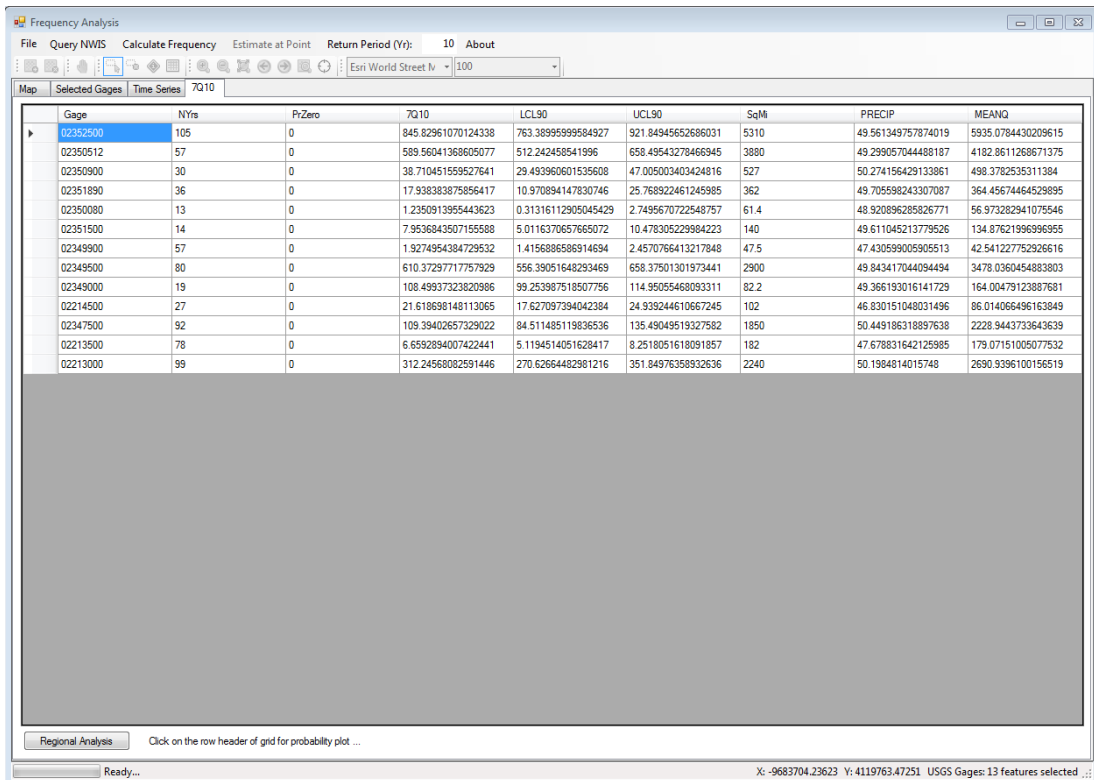 Frequency Analysis
File Query NWIS Calculate Frequency Estimate at Point Return Period (Yr): 10 About
Esri World Street 100
Map Selected Gages Time Series 7Q10
Gage NYrs PrZero 7Q10 LCL90 UCL90 SqMi PRECIP MEANQ
02352500 105 0 845.82961070124338 763.38995999584927 921.84945652686031 5310 49.561349757874019 5935.0784430209615
02350512 57 0 589.56041368605077 512.242458541996 658.49543278466945 3880 49.299057044488187 4182.8611268671375
02350900 30 0 38.710451559527641 29.493960601535608 47.005003403424816 527 50.274156429133861 498.3782535311384
02351890 36 0 17.938383875856417 10.970894147830746 25.768922461245985 362 49.705598243307087 364.45674464529895
02350080 13 0 1.2350913955443623 0.31316112905045429 2.7495670722548757 61.4 48.920896285826771 56.973282941075546
02351500 14 0 7.9536843507155588 5.0116370657665072 10.478305229984223 140 49.611045213779526 134.87621996996955
02349900 57 0 1.9274954384729532 1.4156886586914694 2.4570766413217848 47.5 47.430599005905513 42.541227752926616
02349500 80 0 610.37297717757929 556.39051648293469 658.37501301973441 2900 49.843417044094494 3478.0360454883803
02349000 19 0 108.49937323820986 99.253987518507756 114.95055468093311 82.2 49.366193016141729 164.00479123887681
02214500 27 0 21.618698148113065 17.627097394042384 24.939244610667245 102 46.830151048031496 86.014066496163849
02347500 92 0 109.39402657329022 84.511485119836536 135.49049519327582 1850 50.449186318897638 2228.9443733643639
02213500 78 0 6.6592894007422441 5.1194514051628417 8.2518051618091857 182 47.678831642125985 179.07151005077532
02213000 99 0 312.24568082591446 270.62664482981216 351.84976358932636 2240 50.1984814015748 2690.9396100156519
Regional Analysis Click on the row header of grid for probability plot ...
Ready... X: -9683704.23623 Y: 4119763.47251 USGS Gages: 13 features selected